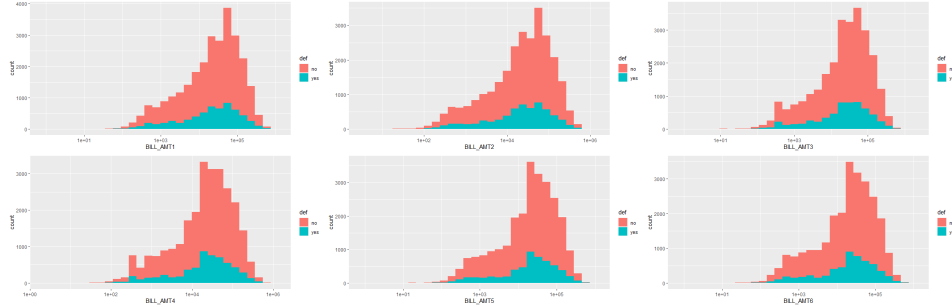 4000
3000
2000
1000
0
count
1e+01
1e+03
1e+05
BILL_AMT1
def
no
yes
3000
2000
1000
0
count
1e+02
1e+04
1e+06
BILL_AMT2
def
no
yes
3000
2000
1000
0
count
1e+01
1e+03
1e+05
BILL_AMT3
def
no
3000
2000
1000
0
count
1e+00
1e+02
1e+04
1e+06
BILL_AMT4
def
no
yes
3000
2000
1000
0
count
1e+01
1e+03
1e+05
BILL_AMT5
def
no
yes
3000
2000
1000
0
count
1e+01
1e+03
1e+05
BILL_AMT6
def
no